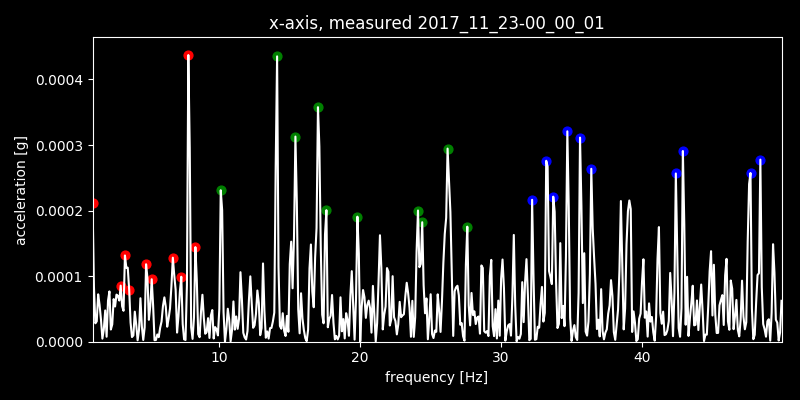 x-axis, measured 2017_11_23-00_00_01
acceleration [g]
0.0004
0.0003
0.0002
0.0001
0.0000
10 20 30 40
frequency [Hz]